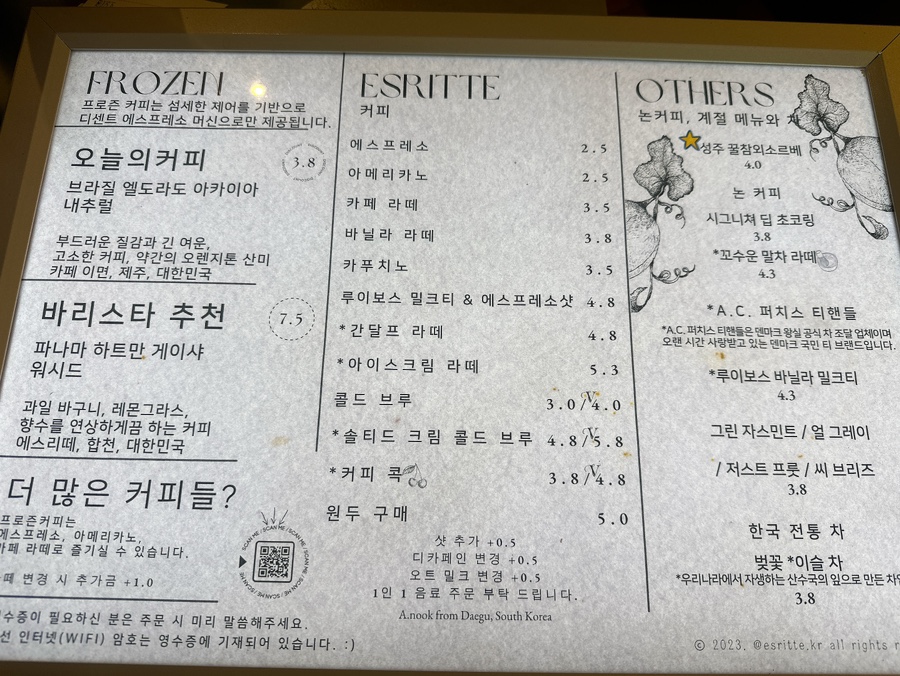 FROZEN
프로즌 커피는 섬세한 제어를 기반으로
디센트 에스프레소 머신으로만 제공됩니다.
오늘의커피
3.8
브라질 엘도라도 아카이아
내추럴
부드러운 질감과 긴 여운,
고소한 커피, 약간의 오렌지톤 산미
카페 이면, 제주, 대한민국
바리스타 추천
7.5
파나마 하트만 게이샤
워시드
과일 바구니, 레몬그라스,
향수를 연상하게끔 하는 커피
에스리떼, 합천, 대한민국
더 많은 커피들?
프로즌커피는
에스프레소, 아메리카노,
카페 라떼로 즐기실 수 있습니다.
변경 시 추가금 +1.0
SCAN ME / SCAN ME / SCAN ME / SCAN ME / SCAN ME
필요하신 분은 주문 시 미리 말씀해주세요.
인터넷(WIFI) 암호는 영수증에 기재되어 있습니다. :)
ESRITTE
커피
에스프레소 2.5
아메리카노 2.5
카페 라떼 3.5
바닐라 라떼 3.8
카푸치노 3.5
루이보스 밀크티 & 에스프레소샷 4.8
*간달프 라떼 4.8
*아이스크림 라떼 5.3
콜드 브루 3.0/V4.0
*솔티드 크림 콜드 브루 4.8/V5.8
*커피 콕 3.8/V4.8
원두 구매 5.0
샷 추가 +0.5
디카페인 변경 +0.5
오트 밀크 변경 +0.5
1인 1 음료 주문 부탁 드립니다.
A.nook from Daegu, South Korea
OTHERS
논커피, 계절 메뉴와 차
성주 꿀참외소르베
4.0
논 커피
시그니쳐 딥 초코링
3.8
*꼬수운 말차 라떼
4.3
*A.C. 퍼치스 티핸들
*A.C. 퍼치스 티핸들은 덴마크 왕실 공식 차 조달 업체이며
오랜 시간 사랑받고 있는 덴마크 국민 티 브랜드입니다.
*루이보스 바닐라 밀크티
4.3
그린 자스민트 / 얼 그레이
/ 저스트 프룻 / 씨 브리즈
3.8
한국 전통 차
벚꽃 *이슬 차
*우리나라에서 자생하는 산수국의 잎으로 만든
3.8
© 2023. @esritte.kr all rights